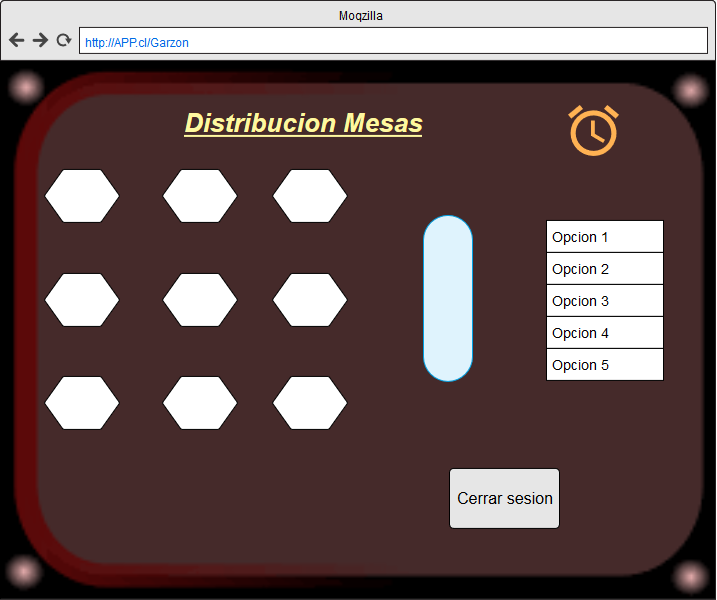 Moqzilla
http://APP.cl/Garzon
Distribucion Mesas
Opcion 1
Opcion 2
Opcion 3
Opcion 4
Opcion 5
Cerrar sesion